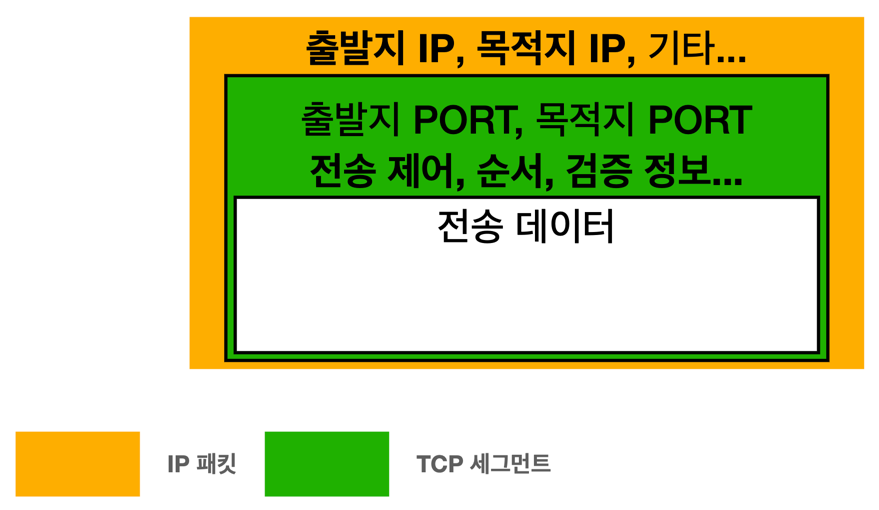 출발지 IP, 목적지 IP, 기타...
출발지 PORT, 목적지 PORT
전송 제어, 순서, 검증 정보...
전송 데이터
IP 패킷
TCP 세그먼트